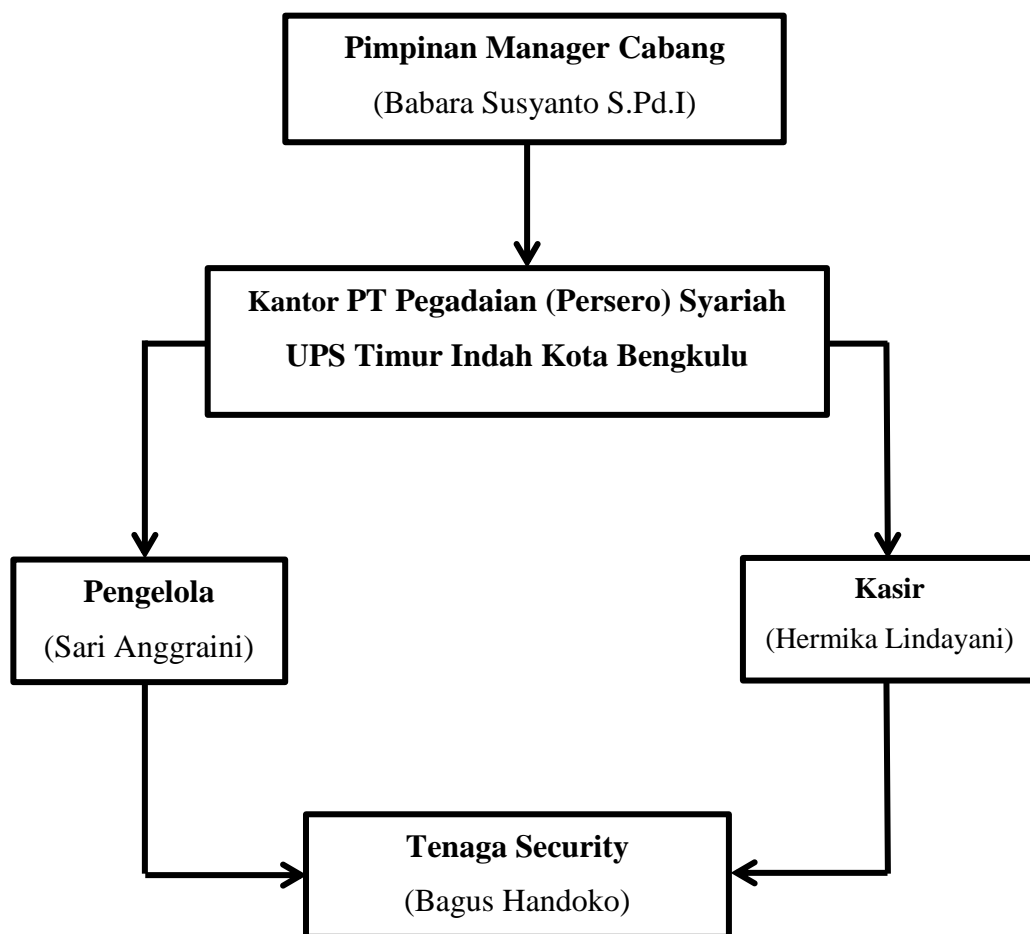 Pimpinan Manager Cabang
(Babara Susyanto S.Pd.I)
Kantor PT Pegadaian (Persero) Syariah
UPS Timur Indah Kota Bengkulu
Pengelola
(Sari Anggraini)
Kasir
(Hermika Lindayani)
Tenaga Security
(Bagus Handoko)